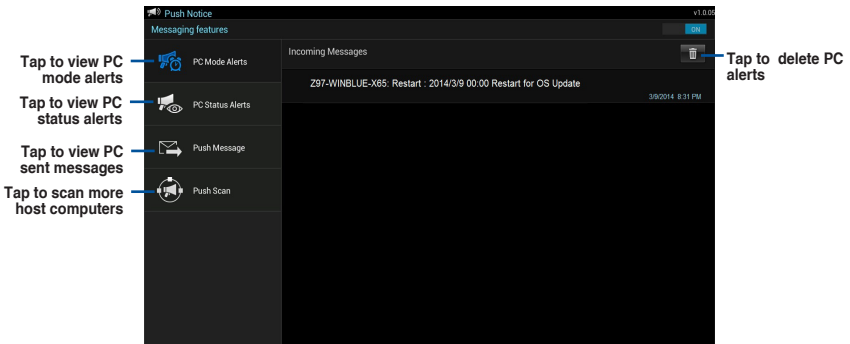 Push Notice
v1.0.05
Messaging features
ON
PC Mode Alerts
Incoming Messages
Z97-WINBLUE-X65: Restart : 2014/3/9 00:00 Restart for OS Update
3/9/2014 8:31 PM
PC Status Alerts
Push Message
Push Scan
Tap to view PC
mode alerts
Tap to view PC
status alerts
Tap to view PC
sent messages
Tap to scan more
host computers
Tap to delete PC
alerts